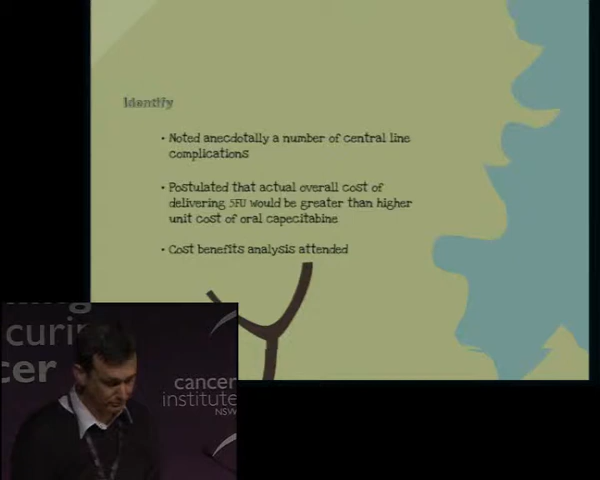 Identify
• Noted anecdotally a number of central line
complications
• Postulated that actual overall cost of
delivering 5FU would be greater than higher
unit cost of oral capecitabine
• Cost benefits analysis attended
curin
cer
cancer
institute
NSW